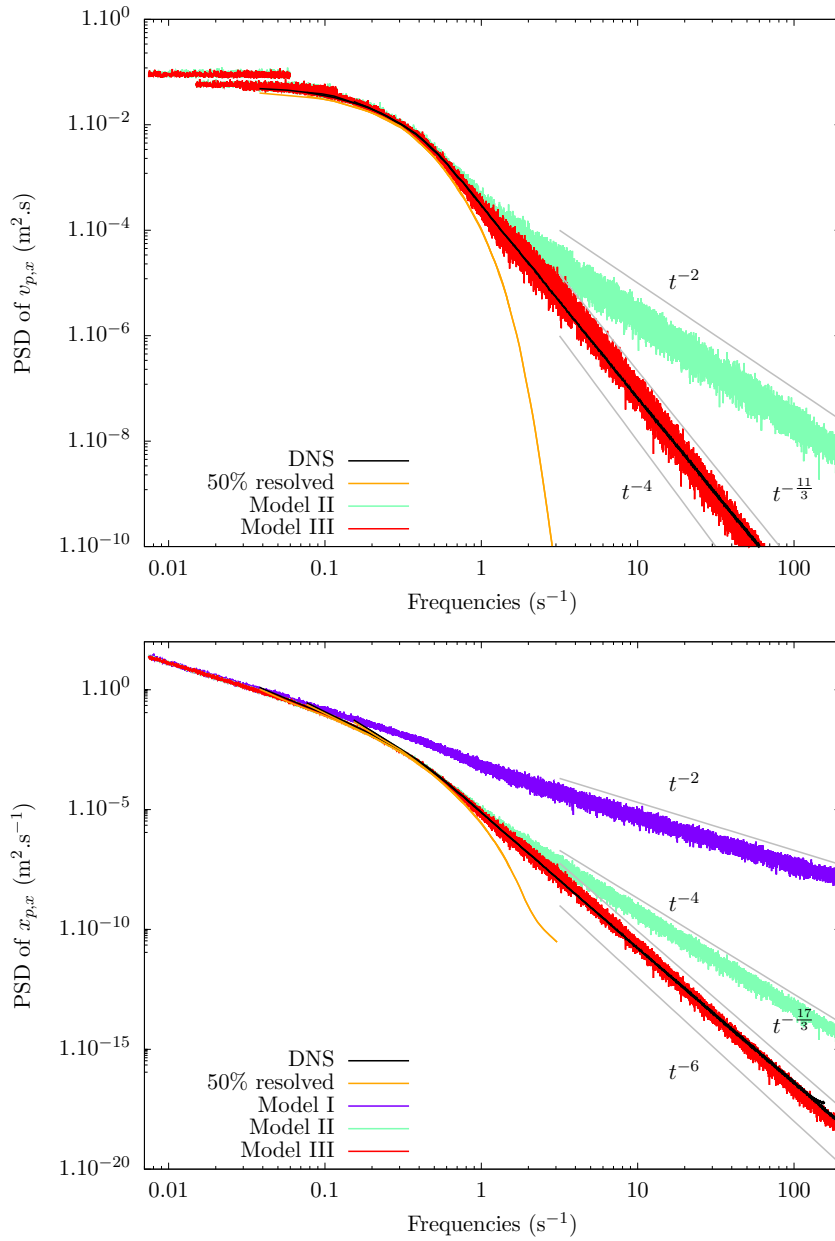 1.10^0
1.10^-2
1.10^-4
1.10^-6
1.10^-8
1.10^-10
PSD of v_{p,x} (m^2.s)
t^-2
t^-4
t^{-11/3}
DNS
50% resolved
Model II
Model III
0.01 0.1 1 10 100
Frequencies (s^-1)
1.10^0
1.10^-5
1.10^-10
1.10^-15
1.10^-20
PSD of x_{p,x} (m^2.s^-1)
t^-2
t^-4
t^{-17/3}
t^-6
DNS
50% resolved
Model I
Model II
Model III
0.01 0.1 1 10 100
Frequencies (s^-1)